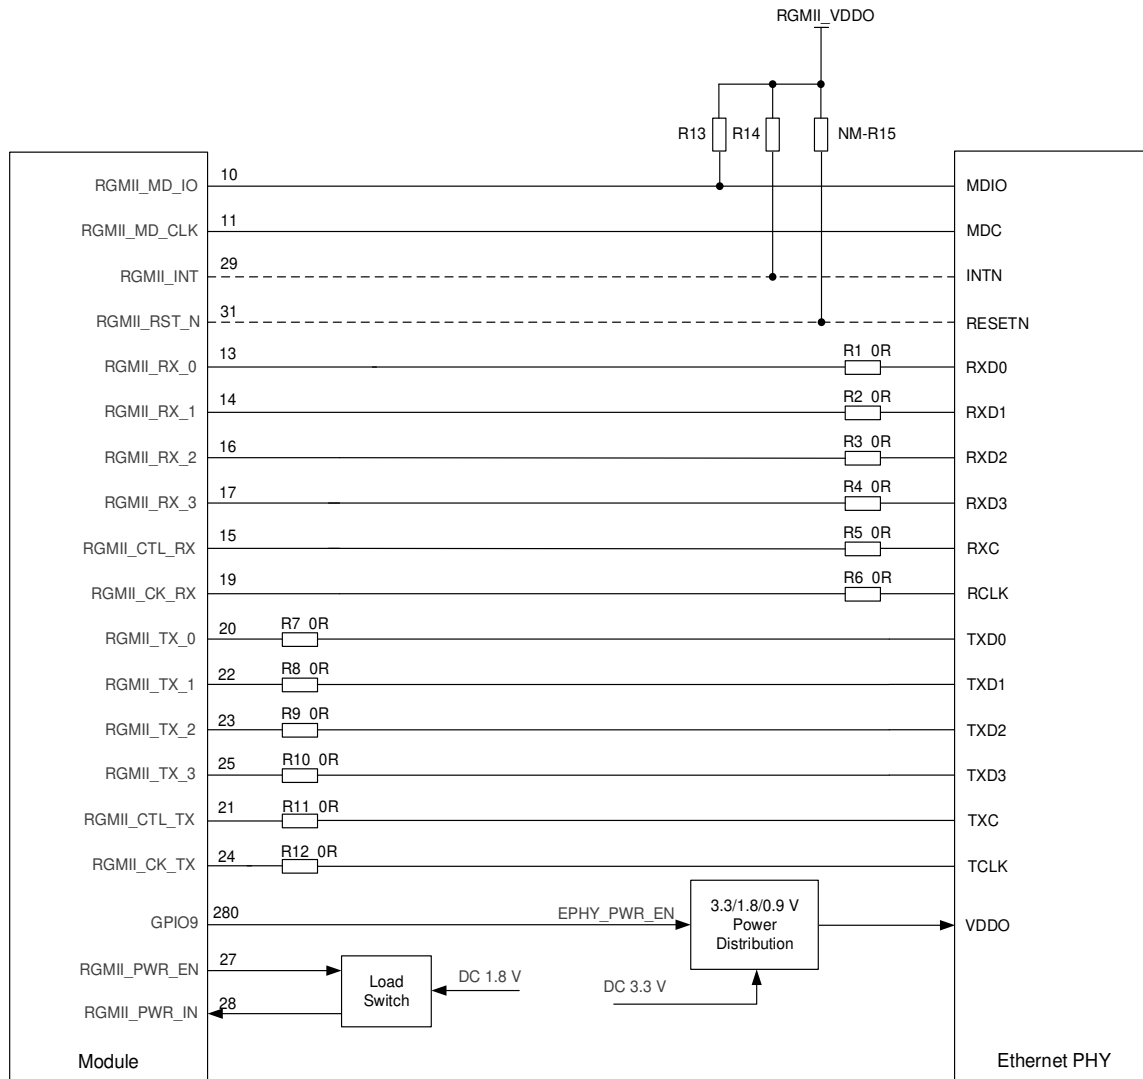 RGMII_VDDO
R13 R14 NM-R15
RGMII_MD_IO 10 MDIO
RGMII_MD_CLK 11 MDC
RGMII_INT 29 INTN
RGMII_RST_N 31 RESETN
RGMII_RX_0 13 R1 0R RXD0
RGMII_RX_1 14 R2 0R RXD1
RGMII_RX_2 16 R3 0R RXD2
RGMII_RX_3 17 R4 0R RXD3
RGMII_CTL_RX 15 R5 0R RXC
RGMII_CK_RX 19 R6 0R RCLK
RGMII_TX_0 20 R7 0R TXD0
RGMII_TX_1 22 R8 0R TXD1
RGMII_TX_2 23 R9 0R TXD2
RGMII_TX_3 25 R10 0R TXD3
RGMII_CTL_TX 21 R11 0R TXC
RGMII_CK_TX 24 R12 0R TCLK
GPIO9 280 EPHY_PWR_EN VDDO
3.3/1.8/0.9 V
Power
Distribution
RGMII_PWR_EN 27
Load
Switch
DC 1.8 V
DC 3.3 V
RGMII_PWR_IN 28
Module
Ethernet PHY